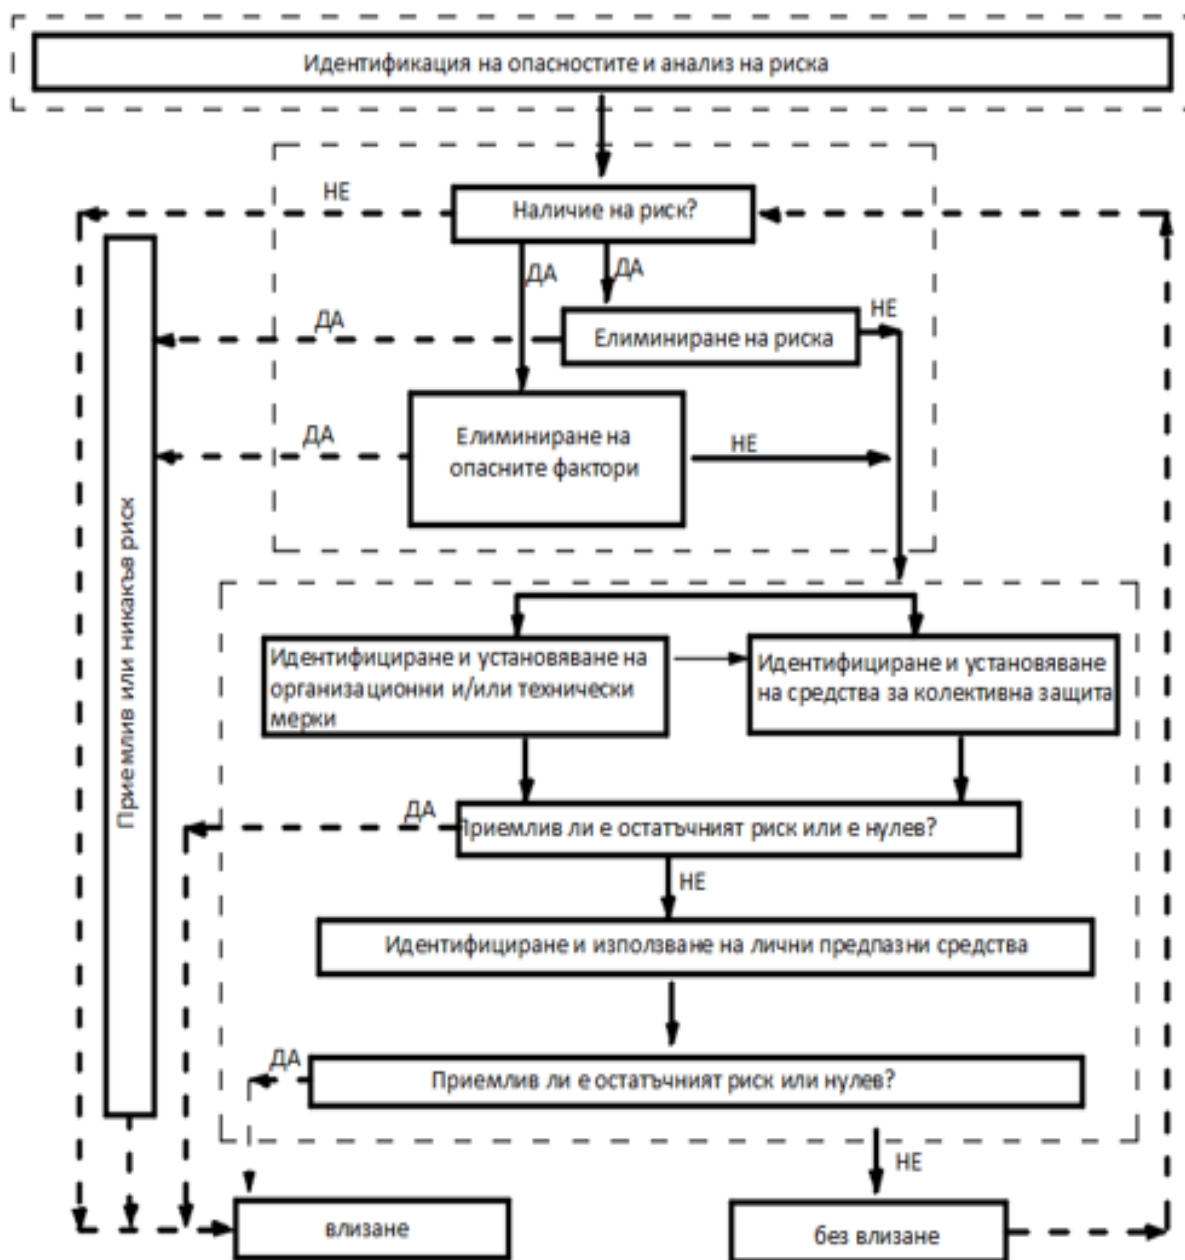 Идентификация на опасностите и анализ на риска
НЕ
Наличие на риск?
ДА
ДА
ДА
Елиминиране на риска
НЕ
ДА
Елиминиране на
опасните фактори
НЕ
Приемлив или никакъв риск
Идентифициране и установяване на
организационни и/или технически
мерки
Идентифициране и установяване
на средства за колективна защита
ДА
Приемлив ли е остатъчният риск или е нулев?
НЕ
Идентифициране и използване на лични предпазни средства
ДА
Приемлив ли е остатъчният риск или нулев?
НЕ
влизане
без влизане